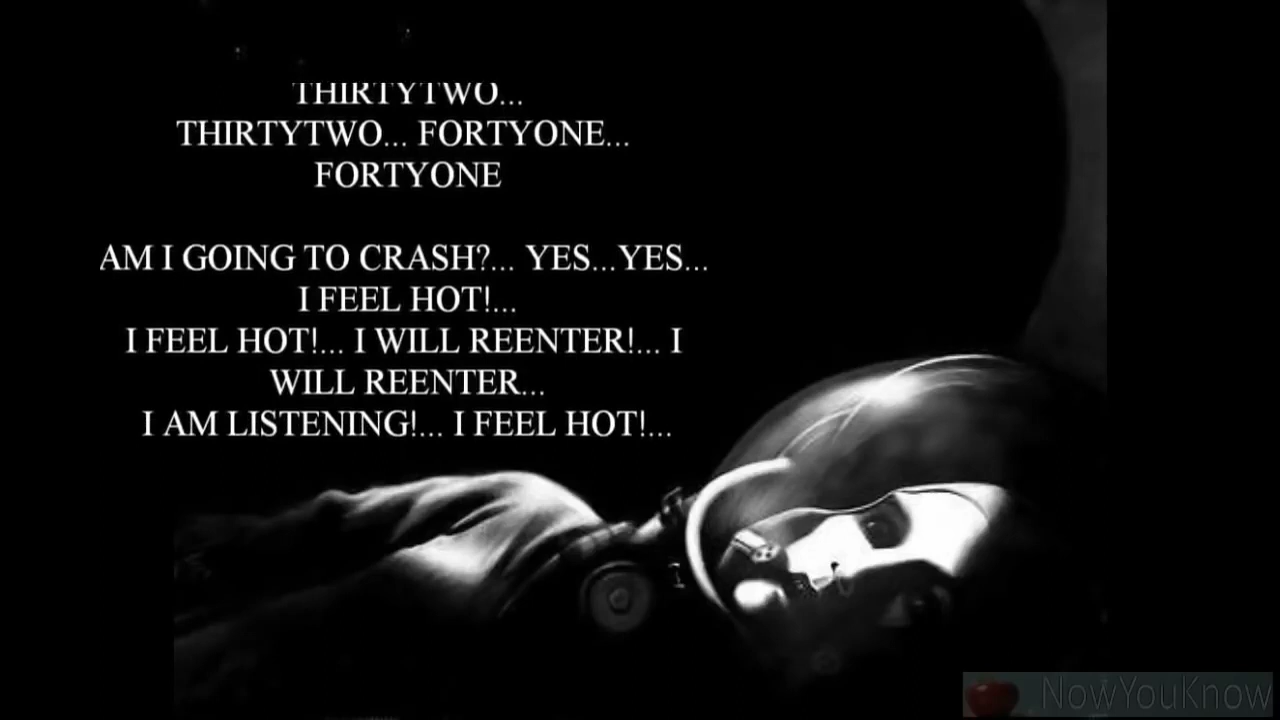 THIRTYTWO...
THIRTYTWO... FORTYONE...
FORTYONE
AM I GOING TO CRASH?... YES...YES...
I FEEL HOT!...
I FEEL HOT!... I WILL REENTER!... I
WILL REENTER...
I AM LISTENING!... I FEEL HOT!...
NowYouKnow